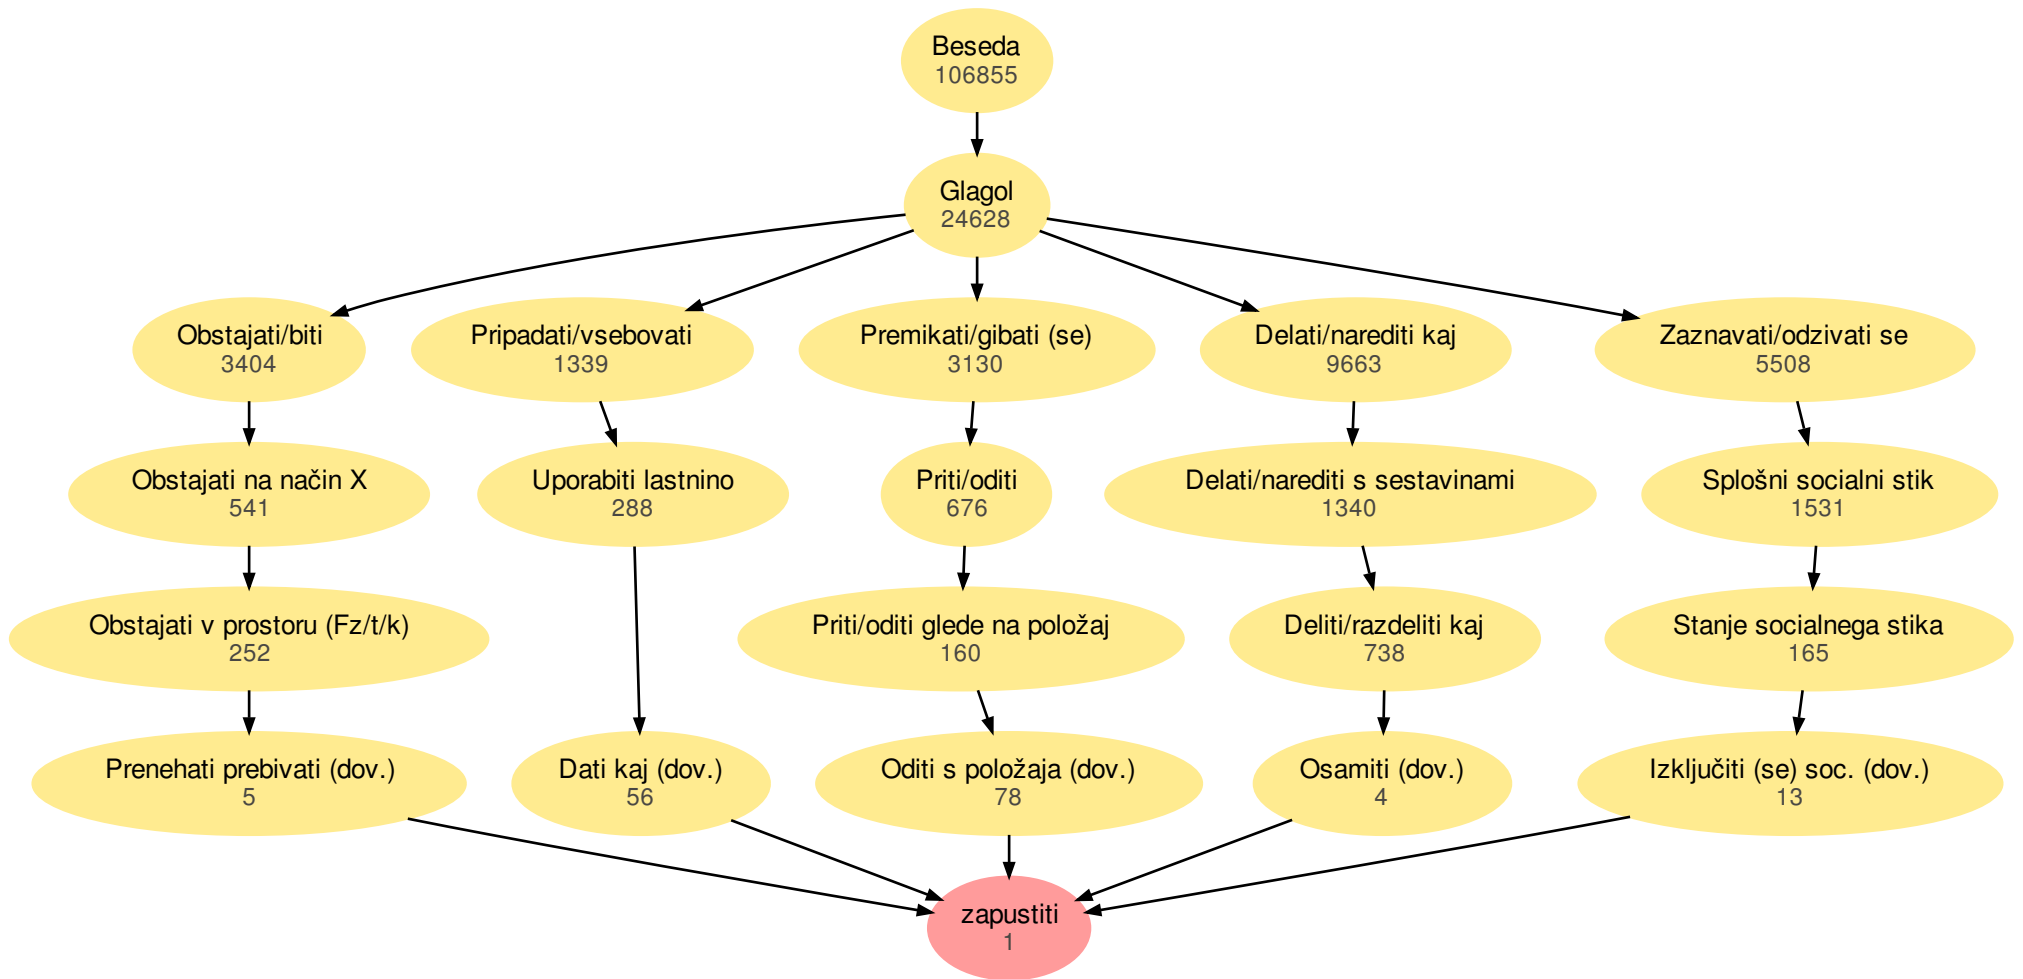 Beseda
106855
Glagol
24628
Obstajati/biti
3404
Pripadati/vsebovati
1339
Premikati/gibati (se)
3130
Delati/narediti kaj
9663
Zaznavati/odzivati se
5508
Obstajati na način X
541
Uporabiti lastnino
288
Priti/oditi
676
Delati/narediti s sestavinami
1340
Splošni socialni stik
1531
Obstajati v prostoru (Fz/t/k)
252
Priti/oditi glede na položaj
160
Deliti/razdeliti kaj
738
Stanje socialnega stika
165
Prenehati prebivati (dov.)
5
Dati kaj (dov.)
56
Oditi s položaja (dov.)
78
Osamiti (dov.)
4
Izključiti (se) soc. (dov.)
13
zapustiti
1